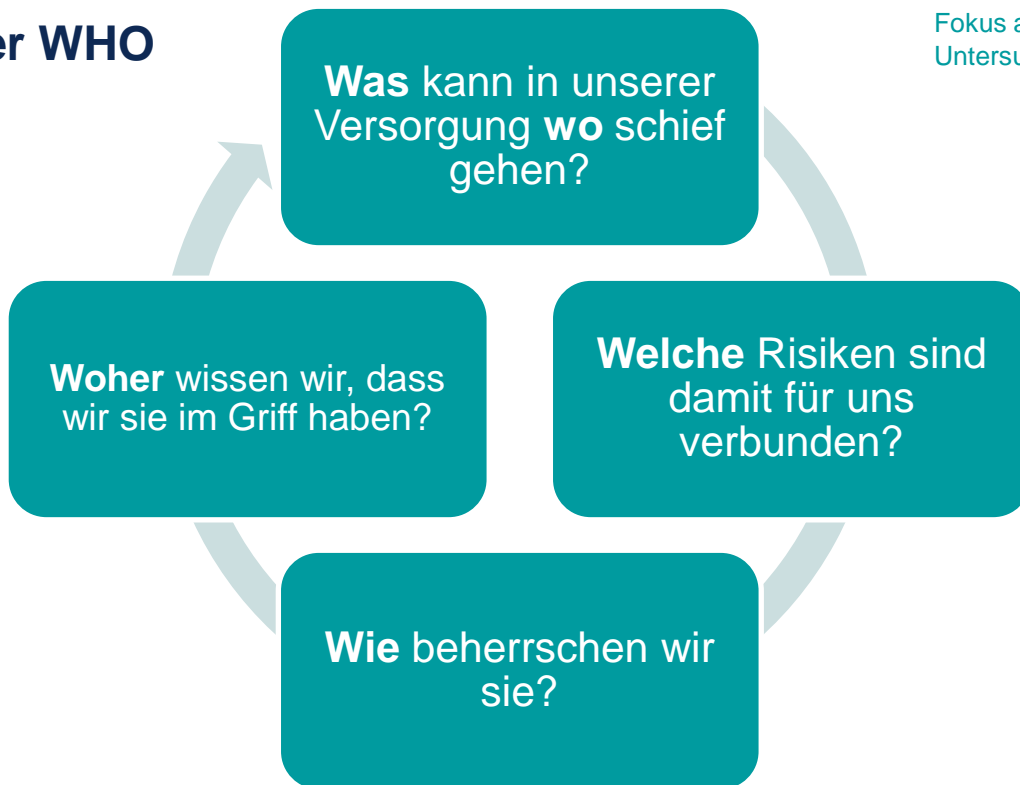 er WHO
Fokus a
Untersu
Was kann in unserer
Versorgung wo schief
gehen?
Welche Risiken sind
damit für uns
verbunden?
Wie beherrschen wir
sie?
Woher wissen wir, dass
wir sie im Griff haben?